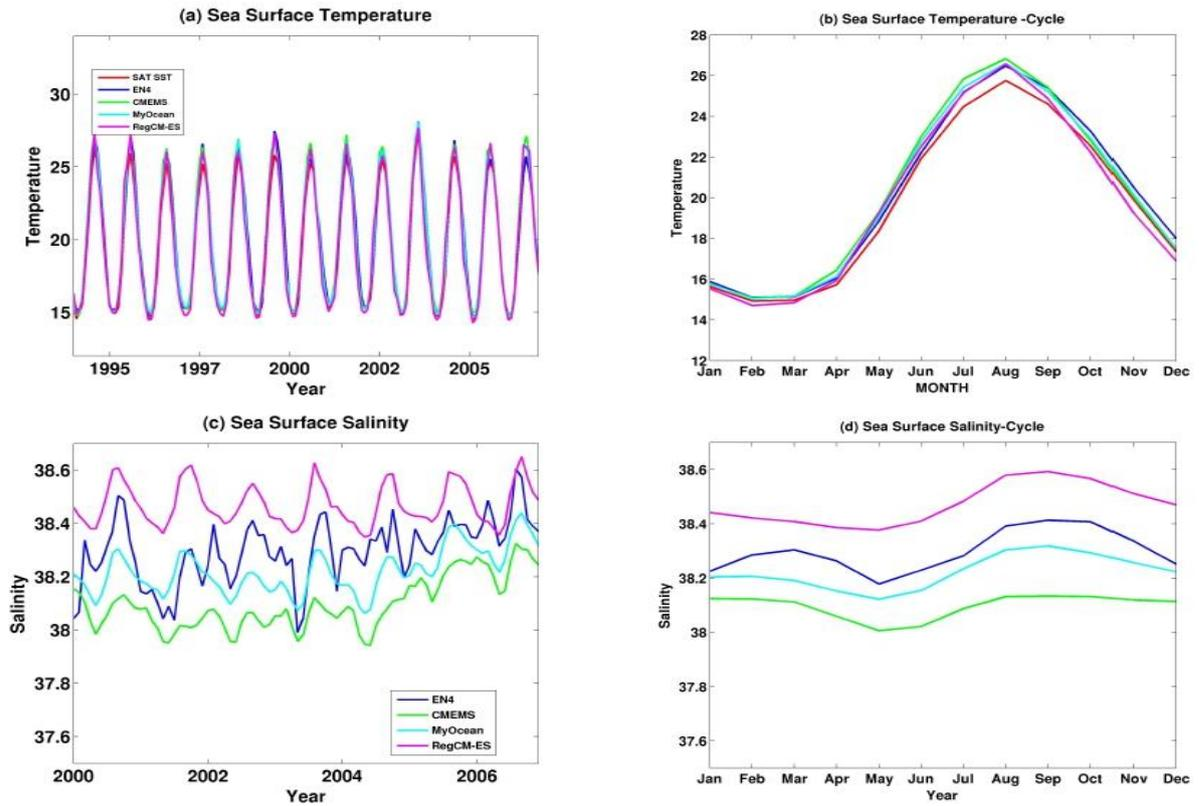 (a) Sea Surface Temperature
Temperature
30
25
20
15
SAT SST
EN4
CMEMS
MyOcean
RegCM-ES
1995 1997 2000 2002 2005
Year
(b) Sea Surface Temperature -Cycle
Temperature
28
26
24
22
20
18
16
14
12
Jan Feb Mar Apr May Jun Jul Aug Sep Oct Nov Dec
MONTH
(c) Sea Surface Salinity
Salinity
38.6
38.4
38.2
38
37.8
37.6
EN4
CMEMS
MyOcean
RegCM-ES
2000 2002 2004 2006
Year
(d) Sea Surface Salinity-Cycle
Salinity
38.6
38.4
38.2
38
37.8
37.6
Jan Feb Mar Apr May Jun Jul Aug Sep Oct Nov Dec
Year